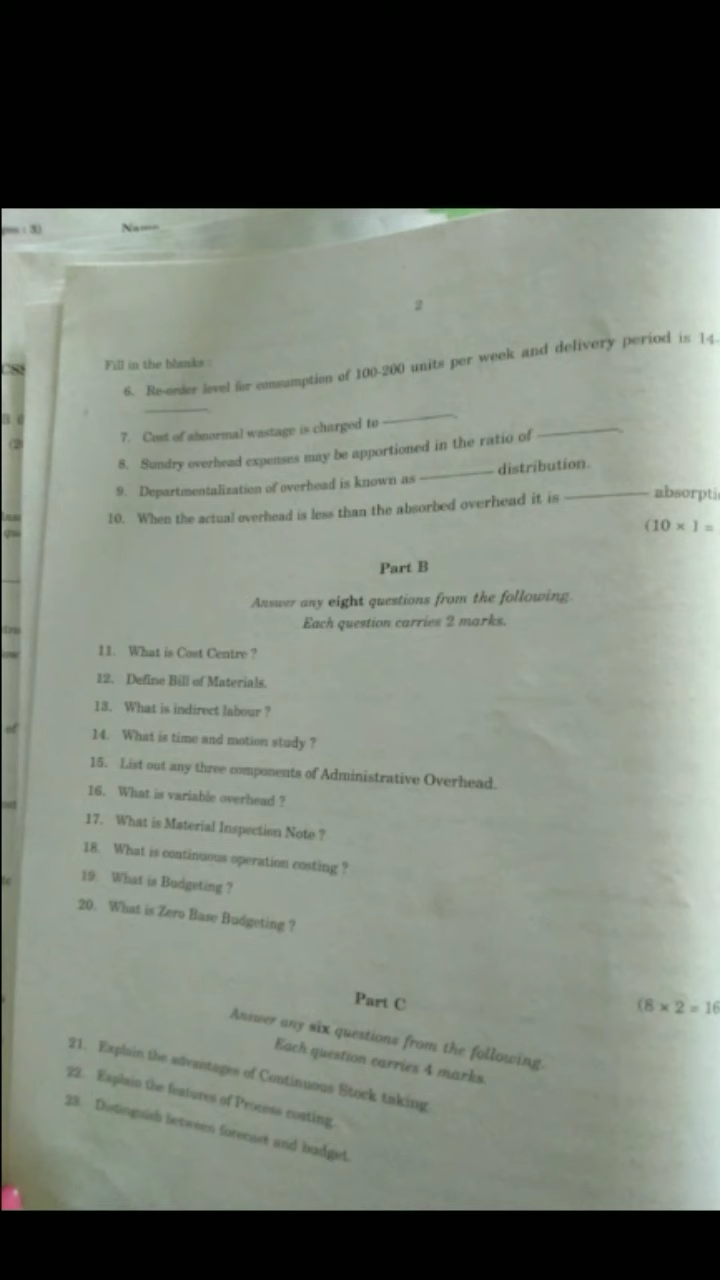 Name
2
Fill in the blanks :
6. Re-order level for consumption of 100-200 units per week and delivery period is 14-
————.
7. Cost of abnormal wastage is charged to ————.
8. Sundry overhead expenses may be apportioned in the ratio of ————.
9. Departmentalization of overhead is known as ———— distribution.
10. When the actual overhead is less than the absorbed overhead it is ———— absorptio
(10 × 1 =
Part B
Answer any eight questions from the following.
Each question carries 2 marks.
11. What is Cost Centre ?
12. Define Bill of Materials.
13. What is indirect labour ?
14. What is time and motion study ?
15. List out any three components of Administrative Overhead.
16. What is variable overhead ?
17. What is Material Inspection Note ?
18. What is continuous operation costing ?
19. What is Budgeting ?
20. What is Zero Base Budgeting ?
(8 × 2 = 16
Part C
Answer any six questions from the following.
Each question carries 4 marks.
21. Explain the advantages of Continuous Stock taking.
22. Explain the features of Process costing.
23. Distinguish between forecast and budget.